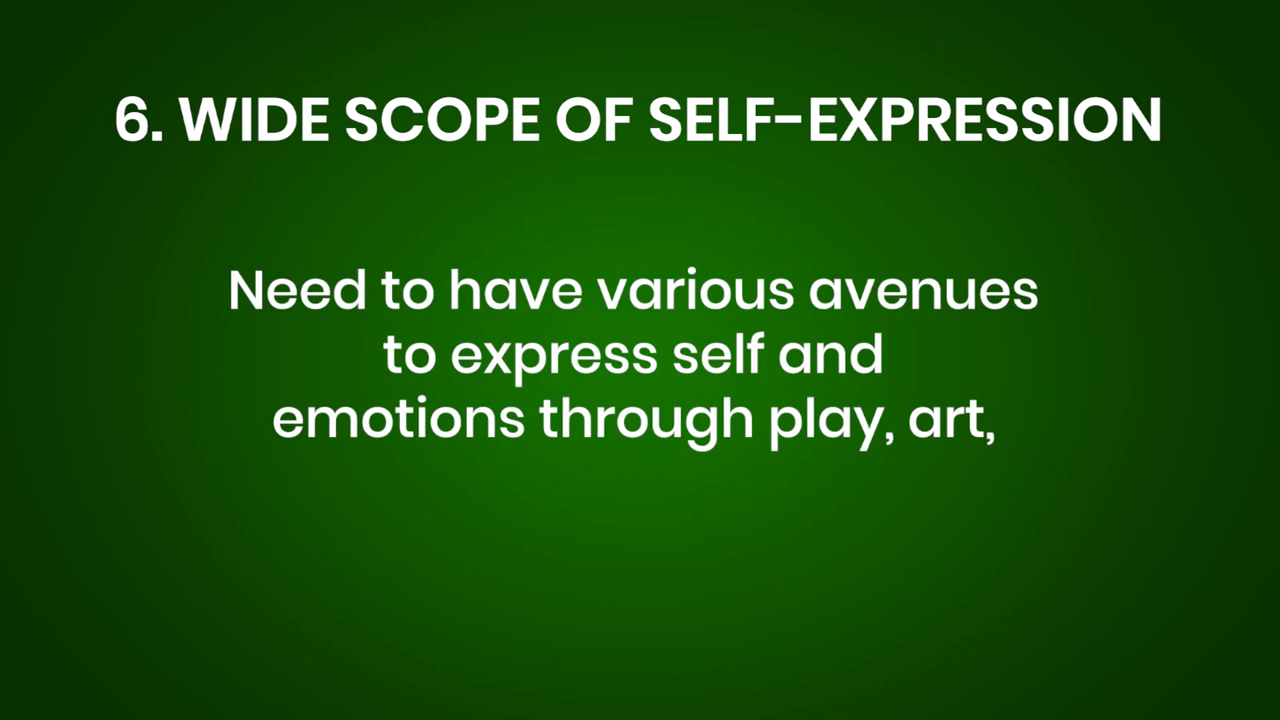 6. WIDE SCOPE OF SELF-EXPRESSION
Need to have various avenues
to express self and
emotions through play, art,